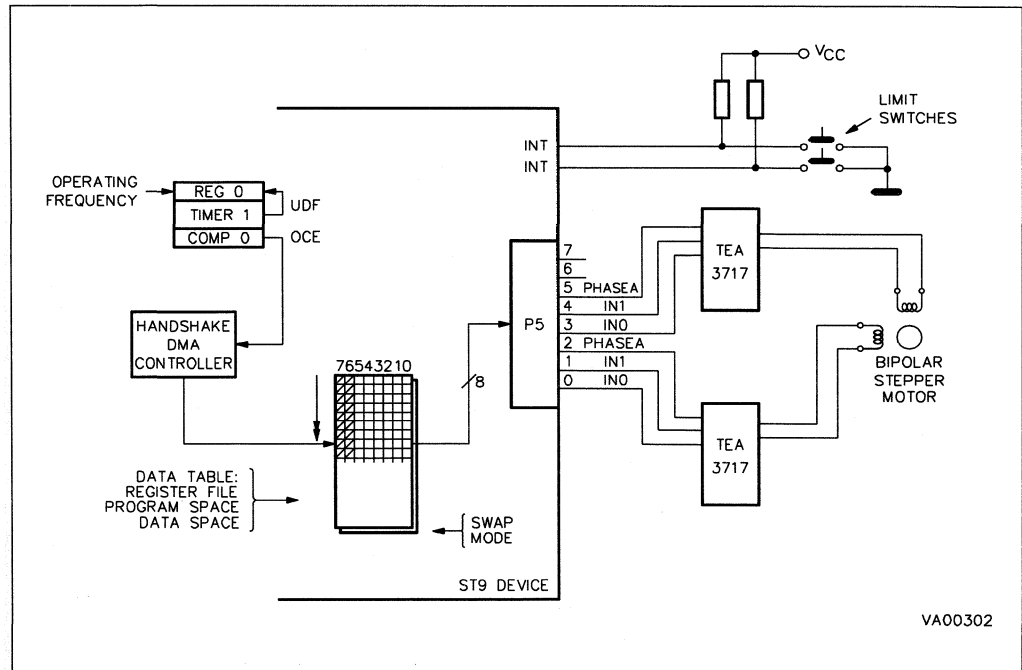 VCC
LIMIT
SWITCHES
INT
INT
OPERATING
FREQUENCY
REG 0
TIMER 1
COMP 0
UDF
OCE
HANDSHAKE
DMA
CONTROLLER
76543210
8
P5
7
6
5 PHASEA
4 IN1
3 IN0
2 PHASEA
1 IN1
0 IN0
TEA
3717
TEA
3717
BIPOLAR
STEPPER
MOTOR
DATA TABLE:
REGISTER FILE
PROGRAM SPACE
DATA SPACE
SWAP
MODE
ST9 DEVICE
VA00302